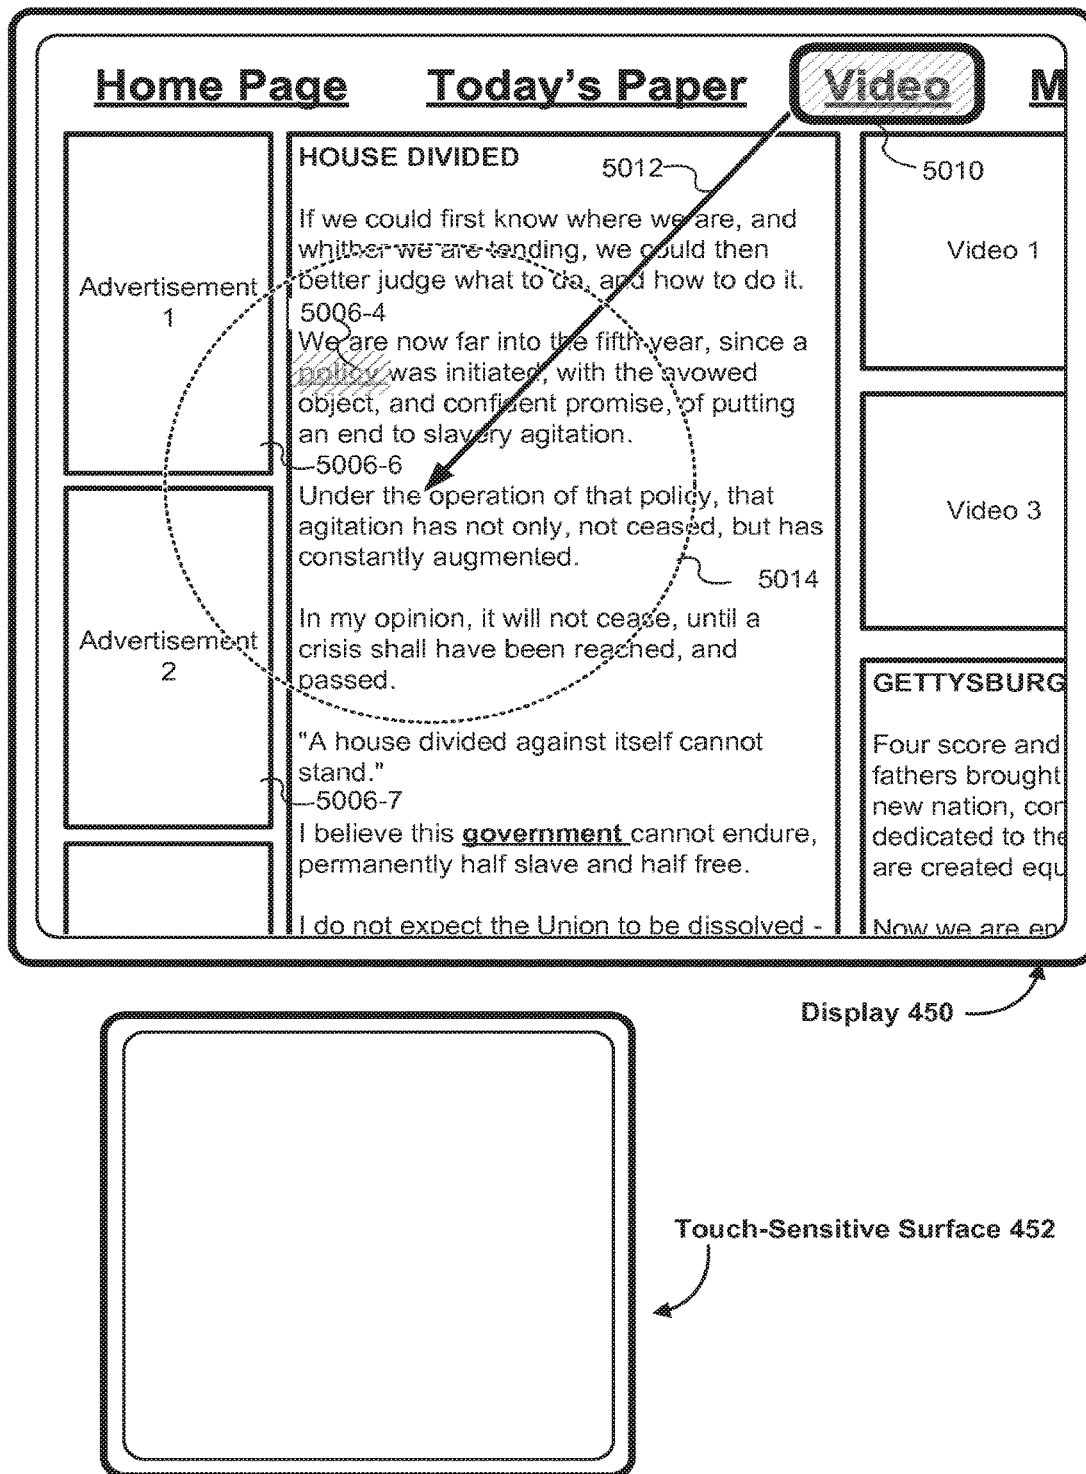 Home Page Today's Paper Video M
Advertisement
1
Advertisement
2
HOUSE DIVIDED
5012
5010
If we could first know where we are, and
whither we are tending, we could then
better judge what to do, and how to do it.
5006-4
We are now far into the fifth year, since a
policy was initiated, with the avowed
object, and confident promise, of putting
an end to slavery agitation.
5006-6
Under the operation of that policy, that
agitation has not only, not ceased, but has
constantly augmented.
5014
In my opinion, it will not cease, until a
crisis shall have been reached, and
passed.
"A house divided against itself cannot
stand."
5006-7
I believe this government cannot endure,
permanently half slave and half free.
I do not expect the Union to be dissolved -
Video 1
Video 3
GETTYSBURG
Four score and
fathers brought
new nation, con
dedicated to the
are created equ
Now we are en
Display 450
Touch-Sensitive Surface 452